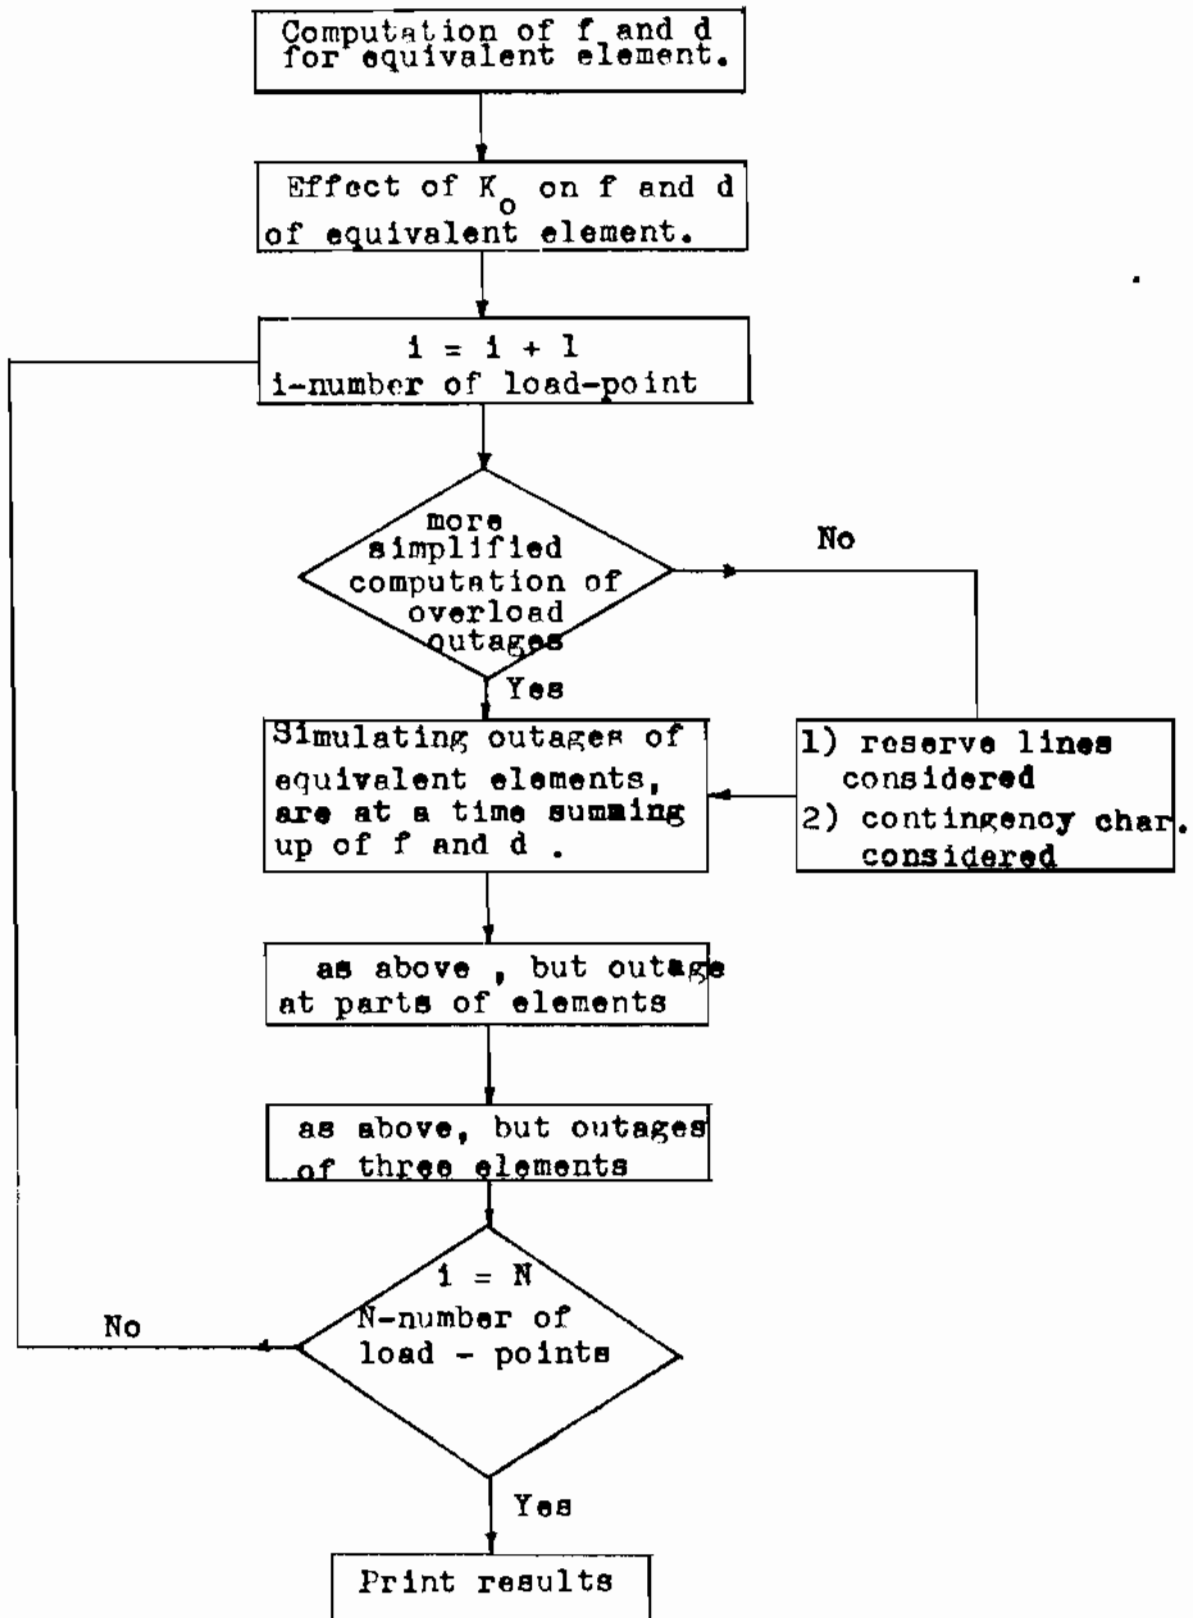 Computation of f and d
for equivalent element.
Effect of K_o on f and d
of equivalent element.
i = i + 1
i-number of load-point
more
simplified
computation of
overload
outages
No
Yes
Simulating outages of
equivalent elements,
are at a time summing
up of f and d .
1) reserve lines
considered
2) contingency char.
considered
as above , but outage
at parts of elements
as above, but outages
of three elements
i = N
N-number of
load - points
No
Yes
Print results